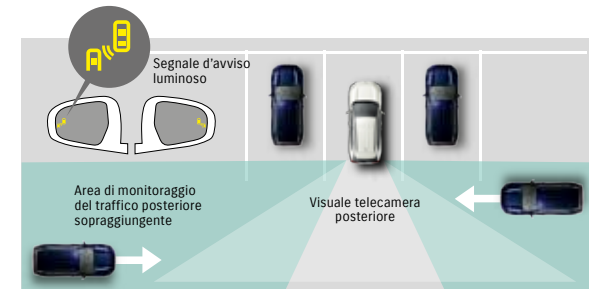 Segnale d'avviso
luminoso
Area di monitoraggio
del traffico posteriore
sopraggiungente
Visuale telecamera
posteriore